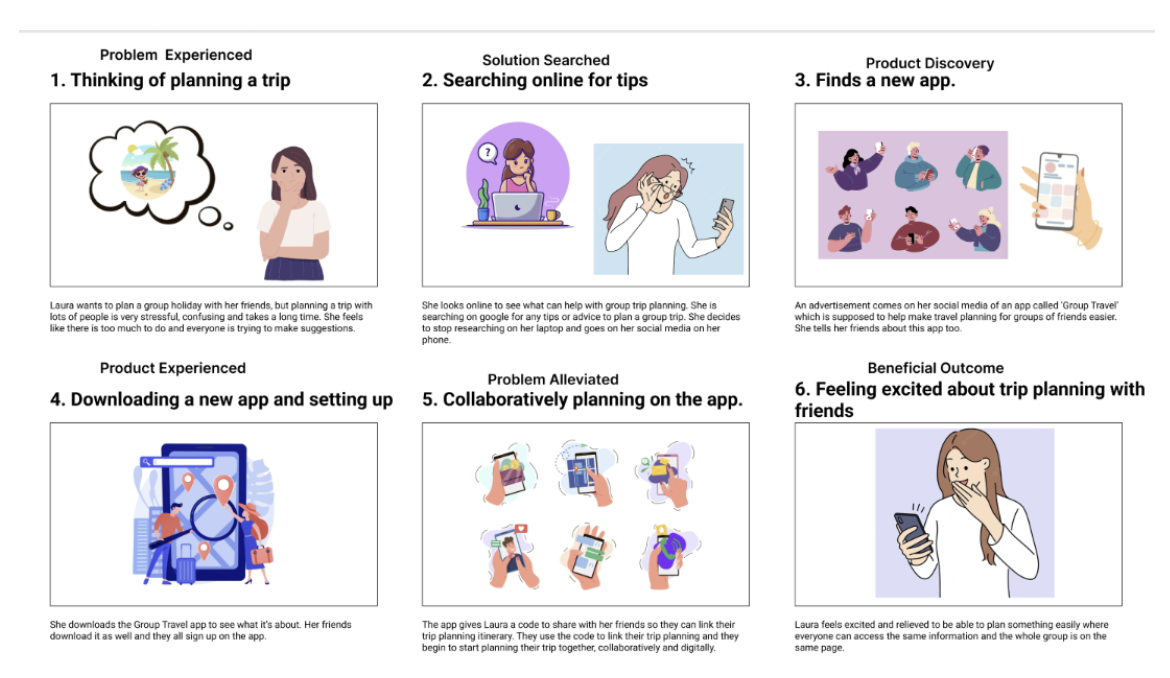 Problem Experienced
1. Thinking of planning a trip
Laura wants to plan a group holiday with her friends, but planning a trip with
lots of people is very stressful, confusing and takes a long time. She feels
like there is too much to do and everyone is trying to make suggestions.
Solution Searched
2. Searching online for tips
?
She looks online to see what can help with group trip planning. She is
searching on google for any tips or advice to plan a group trip. She decides
to stop researching on her laptop and goes on her social media on her
phone.
Product Discovery
3. Finds a new app.
An advertisement comes on her social media of an app called 'Group Travel'
which is supposed to help make travel planning for groups of friends easier.
She tells her friends about this app too.
Product Experienced
4. Downloading a new app and setting up
She downloads the Group Travel app to see what it's about. Her friends
download it as well and they all sign up on the app.
Problem Alleviated
5. Collaboratively planning on the app.
The app gives Laura a code to share with her friends so they can link their
trip planning itinerary. They use the code to link their trip planning and they
begin to start planning their trip together, collaboratively and digitally.
Beneficial Outcome
6. Feeling excited about trip planning with
friends
Laura feels excited and relieved to be able to plan something easily where
everyone can access the same information and the whole group is on the
same page.